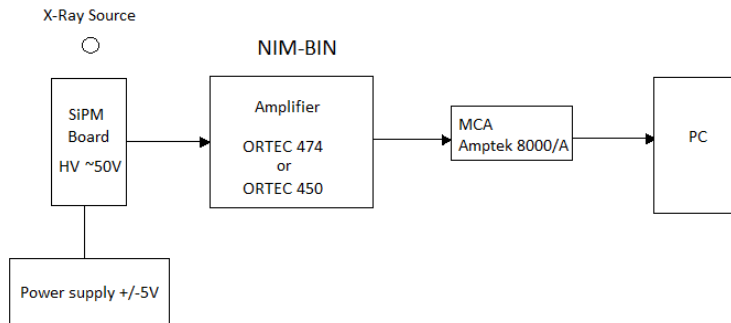 X-Ray Source
NIM-BIN
SiPM
Board
HV ~50V
Amplifier
ORTEC 474
or
ORTEC 450
MCA
Amptek 8000/A
PC
Power supply +/-5V